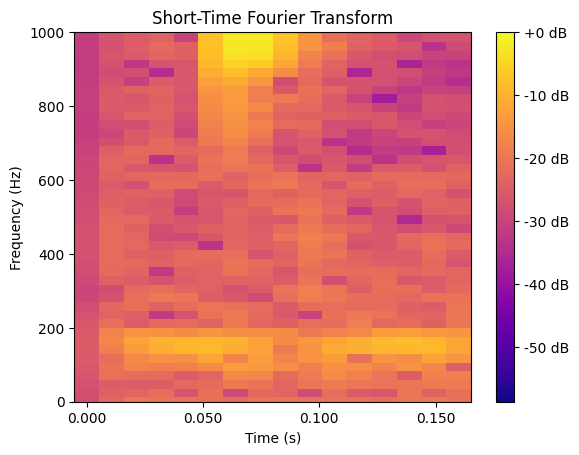 Short-Time Fourier Transform
Frequency (Hz)
1000
800
600
400
200
0
0.000
0.050
0.100
0.150
Time (s)
+0 dB
-10 dB
-20 dB
-30 dB
-40 dB
-50 dB